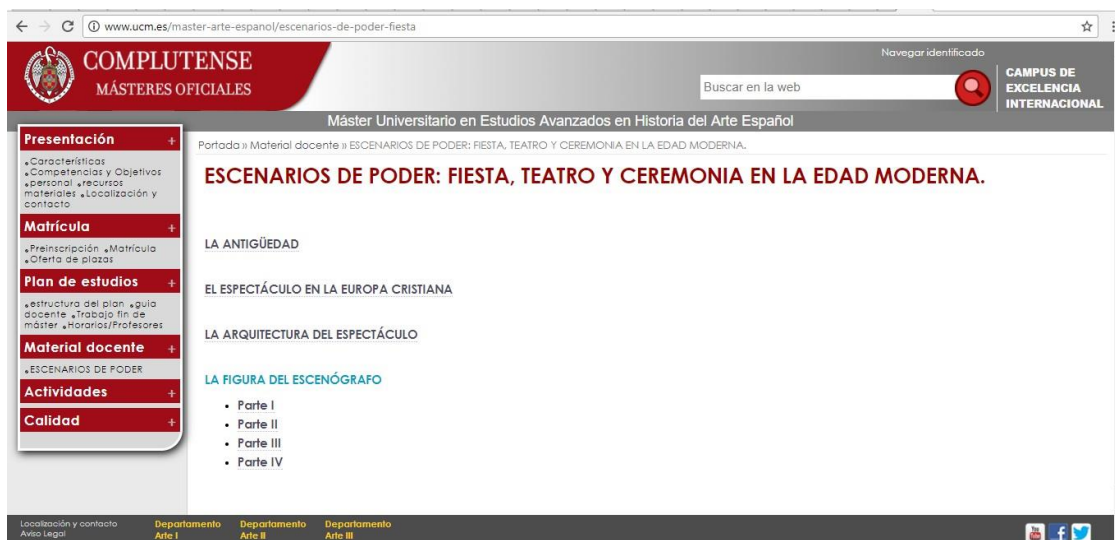 www.ucm.es/master-arte-espanol/escenarios-de-poder-fiesta
COMPLUTENSE
MÁSTERES OFICIALES
Navegar identificado
Buscar en la web
CAMPUS DE
EXCELENCIA
INTERNACIONAL
Máster Universitario en Estudios Avanzados en Historia del Arte Español
Presentación +
Características
Competencias y Objetivos
personal recursos
materiales Localización y
contacto
Matrícula +
Preinscripción Matrícula
Oferta de plazas
Plan de estudios +
estructura del plan guia
docente Trabajo fin de
máster Horarios/Profesores
Material docente +
ESCENARIOS DE PODER
Actividades +
Calidad +
Portada » Material docente » ESCENARIOS DE PODER: FIESTA, TEATRO Y CEREMONIA EN LA EDAD MODERNA.
ESCENARIOS DE PODER: FIESTA, TEATRO Y CEREMONIA EN LA EDAD MODERNA.
LA ANTIGÜEDAD
EL ESPECTÁCULO EN LA EUROPA CRISTIANA
LA ARQUITECTURA DEL ESPECTÁCULO
LA FIGURA DEL ESCENÓGRAFO
• Parte I
• Parte II
• Parte III
• Parte IV
Localización y contacto
Aviso Legal
Departamento
Arte I
Departamento
Arte II
Departamento
Arte III
You
Tube
f